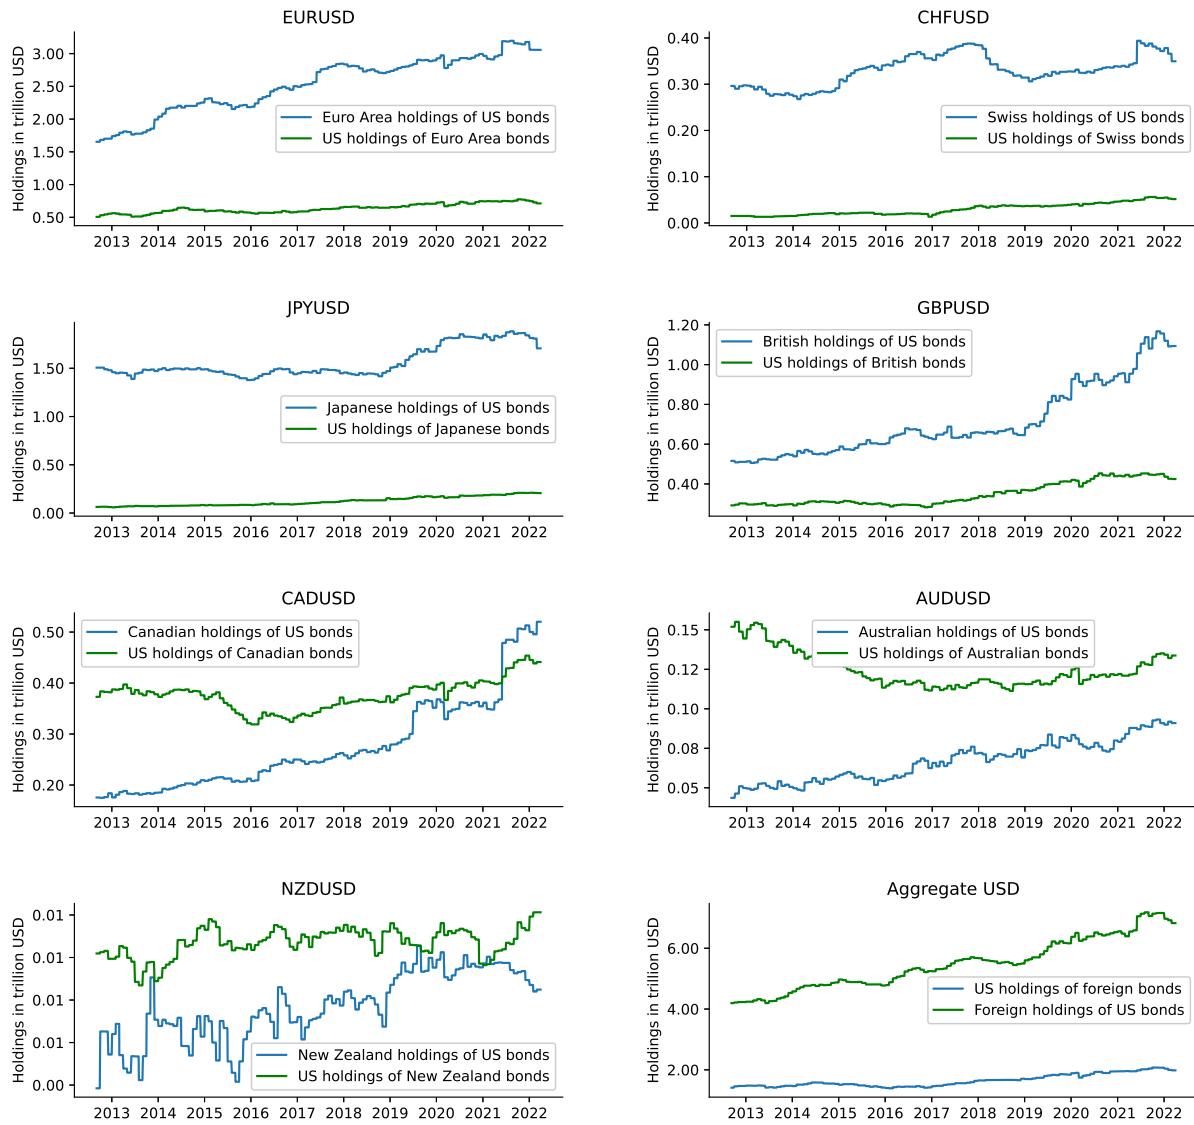 EURUSD
Holdings in trillion USD
3.00
2.50
2.00
1.50
1.00
0.50
Euro Area holdings of US bonds
US holdings of Euro Area bonds
2013 2014 2015 2016 2017 2018 2019 2020 2021 2022
CHFUSD
Holdings in trillion USD
0.40
0.30
0.20
0.10
0.00
Swiss holdings of US bonds
US holdings of Swiss bonds
2013 2014 2015 2016 2017 2018 2019 2020 2021 2022
JPYUSD
Holdings in trillion USD
1.50
1.00
0.50
0.00
Japanese holdings of US bonds
US holdings of Japanese bonds
2013 2014 2015 2016 2017 2018 2019 2020 2021 2022
GBPUSD
Holdings in trillion USD
1.20
1.00
0.80
0.60
0.40
British holdings of US bonds
US holdings of British bonds
2013 2014 2015 2016 2017 2018 2019 2020 2021 2022
CADUSD
Holdings in trillion USD
0.50
0.40
0.30
0.20
Canadian holdings of US bonds
US holdings of Canadian bonds
2013 2014 2015 2016 2017 2018 2019 2020 2021 2022
AUDUSD
Holdings in trillion USD
0.15
0.12
0.10
0.08
0.05
Australian holdings of US bonds
US holdings of Australian bonds
2013 2014 2015 2016 2017 2018 2019 2020 2021 2022
NZDUSD
Holdings in trillion USD
0.01
0.01
0.01
0.01
0.00
New Zealand holdings of US bonds
US holdings of New Zealand bonds
2013 2014 2015 2016 2017 2018 2019 2020 2021 2022
Aggregate USD
Holdings in trillion USD
6.00
4.00
2.00
US holdings of foreign bonds
Foreign holdings of US bonds
2013 2014 2015 2016 2017 2018 2019 2020 2021 2022